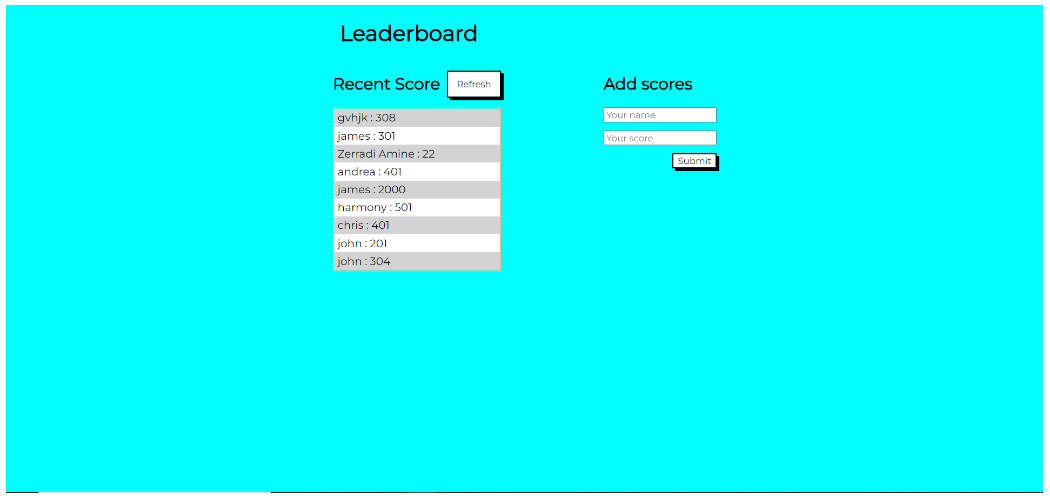 Leaderboard
Recent Score
Refresh
gvhjk : 308
james : 301
Zerradi Amine : 22
andrea : 401
james : 2000
harmony : 501
chris : 401
john : 201
john : 304
Add scores
Your name
Your score
Submit